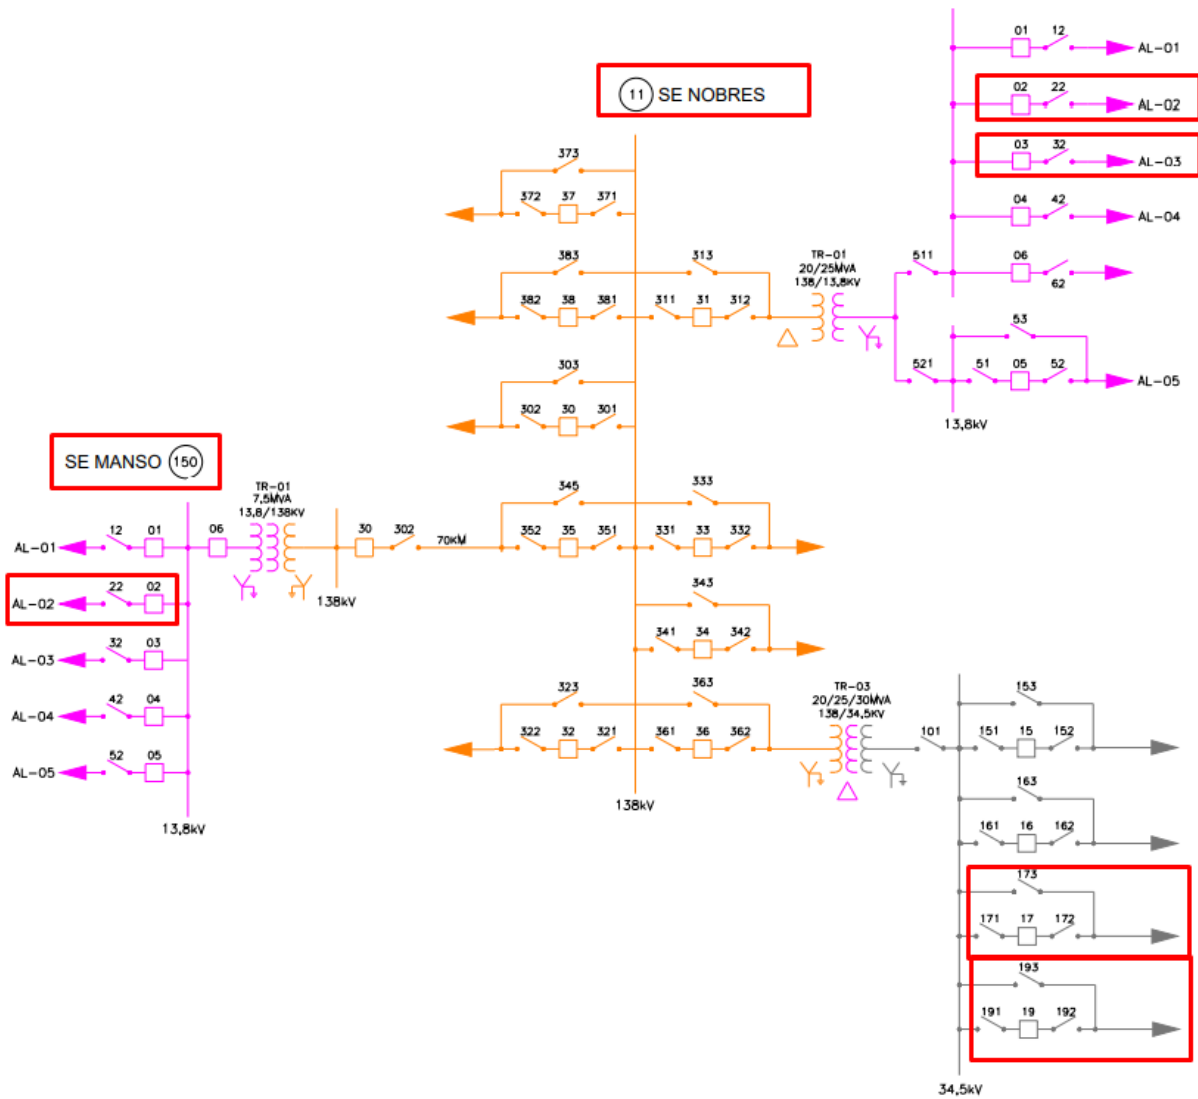 01 12
AL-01
02 22
AL-02
03 32
AL-03
04 42
AL-04
06
62
11 SE NOBRES
373
372 37 371
383
382 38 381
313
311 31 312
TR-01
20/25MVA
138/13,8kV
511
521
53
51 05 52
AL-05
13,8kV
303
302 30 301
SE MANSO 150
TR-01
7,5MVA
13,8/138KV
12 01
AL-01
06
22 02
AL-02
32 03
AL-03
42 04
AL-04
52 05
AL-05
13,8kV
138kV
30 302
70KM
345
352 35 351
333
331 33 332
343
341 34 342
323
322 32 321
363
361 36 362
138kV
TR-03
20/25/30MVA
138/34,5KV
101
153
151 15 152
163
161 16 162
173
171 17 172
193
191 19 192
34,5kV